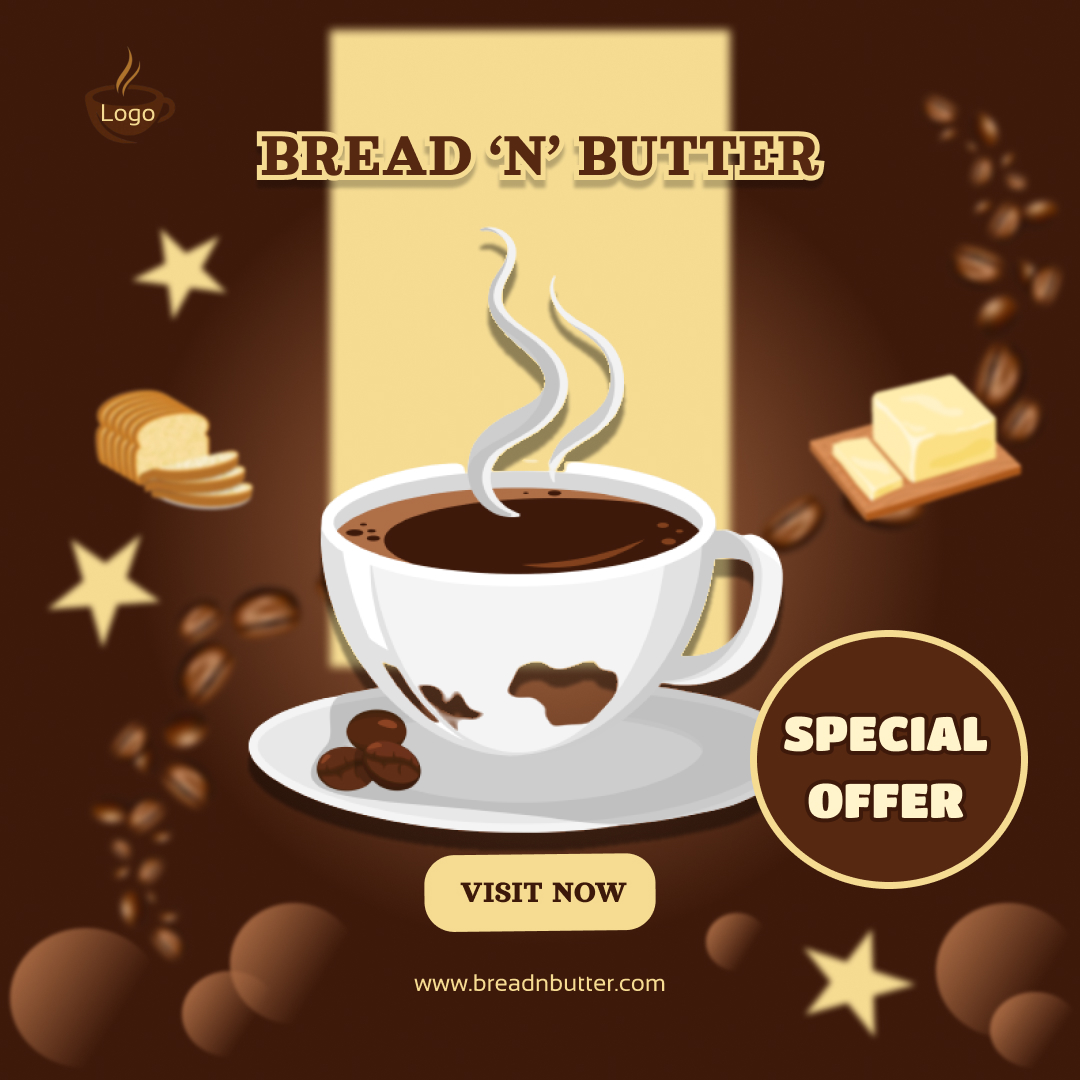 Logo
BREAD ‘N’ BUTTER
SPECIAL
OFFER
VISIT NOW
www.breadnbutter.com